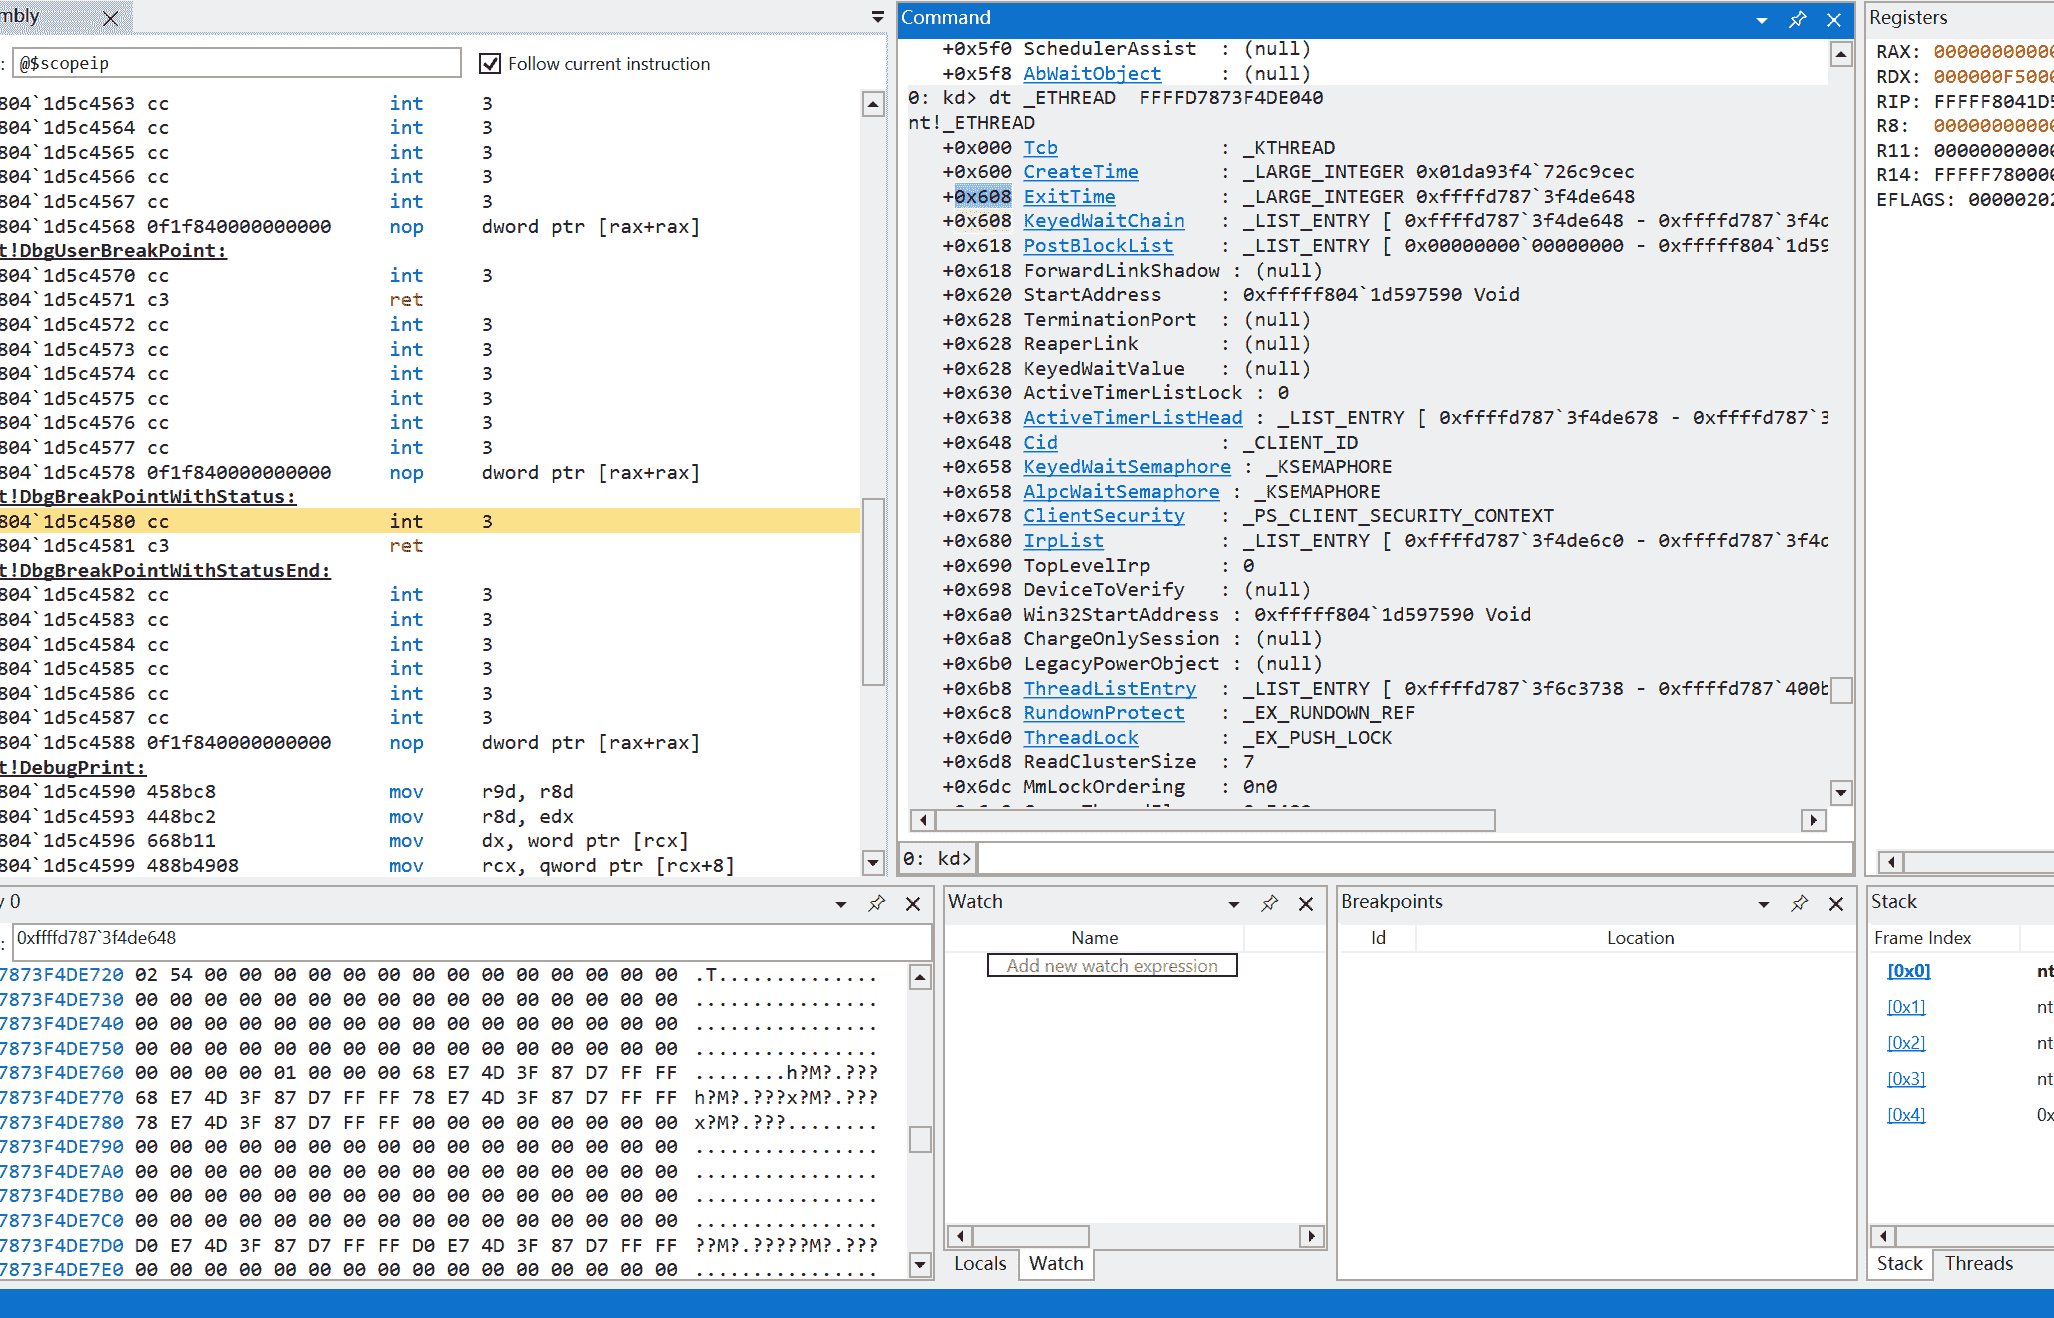 mbly
: @$scopeip
Follow current instruction
804`1d5c4563 cc int 3
804`1d5c4564 cc int 3
804`1d5c4565 cc int 3
804`1d5c4566 cc int 3
804`1d5c4567 cc int 3
804`1d5c4568 0f1f840000000000 nop dword ptr [rax+rax]
t!DbgUserBreakPoint:
804`1d5c4570 cc int 3
804`1d5c4571 c3 ret
804`1d5c4572 cc int 3
804`1d5c4573 cc int 3
804`1d5c4574 cc int 3
804`1d5c4575 cc int 3
804`1d5c4576 cc int 3
804`1d5c4577 cc int 3
804`1d5c4578 0f1f840000000000 nop dword ptr [rax+rax]
t!DbgBreakPointWithStatus:
804`1d5c4580 cc int 3
804`1d5c4581 c3 ret
t!DbgBreakPointWithStatusEnd:
804`1d5c4582 cc int 3
804`1d5c4583 cc int 3
804`1d5c4584 cc int 3
804`1d5c4585 cc int 3
804`1d5c4586 cc int 3
804`1d5c4587 cc int 3
804`1d5c4588 0f1f840000000000 nop dword ptr [rax+rax]
t!DebugPrint:
804`1d5c4590 458bc8 mov r9d, r8d
804`1d5c4593 448bc2 mov r8d, edx
804`1d5c4596 668b11 mov dx, word ptr [rcx]
804`1d5c4599 488b4908 mov rcx, qword ptr [rcx+8]
Command
+0x5f0 SchedulerAssist : (null)
+0x5f8 AbWaitObject : (null)
0: kd> dt _ETHREAD FFFFD7873F4DE040
nt!_ETHREAD
+0x000 Tcb : _KTHREAD
+0x600 CreateTime : _LARGE_INTEGER 0x01da93f4`726c9cec
+0x608 ExitTime : _LARGE_INTEGER 0xffffd787`3f4de648
+0x608 KeyedWaitChain : _LIST_ENTRY [ 0xffffd787`3f4de648 - 0xffffd787`3f4d
+0x618 PostBlockList : _LIST_ENTRY [ 0x00000000`00000000 - 0xfffff804`1d59
+0x618 ForwardLinkShadow : (null)
+0x620 StartAddress : 0xfffff804`1d597590 Void
+0x628 TerminationPort : (null)
+0x628 ReaperLink : (null)
+0x628 KeyedWaitValue : (null)
+0x630 ActiveTimerListLock : 0
+0x638 ActiveTimerListHead : _LIST_ENTRY [ 0xffffd787`3f4de678 - 0xffffd787`3
+0x648 Cid : _CLIENT_ID
+0x658 KeyedWaitSemaphore : _KSEMAPHORE
+0x658 AlpcWaitSemaphore : _KSEMAPHORE
+0x678 ClientSecurity : _PS_CLIENT_SECURITY_CONTEXT
+0x680 IrpList : _LIST_ENTRY [ 0xffffd787`3f4de6c0 - 0xffffd787`3f4d
+0x690 TopLevelIrp : 0
+0x698 DeviceToVerify : (null)
+0x6a0 Win32StartAddress : 0xfffff804`1d597590 Void
+0x6a8 ChargeOnlySession : (null)
+0x6b0 LegacyPowerObject : (null)
+0x6b8 ThreadListEntry : _LIST_ENTRY [ 0xffffd787`3f6c3738 - 0xffffd787`400b
+0x6c8 RundownProtect : _EX_RUNDOWN_REF
+0x6d0 ThreadLock : _EX_PUSH_LOCK
+0x6d8 ReadClusterSize : 7
+0x6dc MmLockOrdering : 0n0
0: kd>
Registers
RAX: 00000000000
RDX: 000000F5000
RIP: FFFFF8041D5
R8: 00000000000
R11: 00000000000
R14: FFFFF780000
EFLAGS: 00000202
y 0
: 0xffffd787`3f4de648
7873F4DE720 02 54 00 00 00 00 00 00 00 00 00 00 00 00 00 00 .T..............
7873F4DE730 00 00 00 00 00 00 00 00 00 00 00 00 00 00 00 00 ................
7873F4DE740 00 00 00 00 00 00 00 00 00 00 00 00 00 00 00 00 ................
7873F4DE750 00 00 00 00 00 00 00 00 00 00 00 00 00 00 00 00 ................
7873F4DE760 00 00 00 00 01 00 00 00 68 E7 4D 3F 87 D7 FF FF ........h?M?.???
7873F4DE770 68 E7 4D 3F 87 D7 FF FF 78 E7 4D 3F 87 D7 FF FF h?M?.???x?M?.???
7873F4DE780 78 E7 4D 3F 87 D7 FF FF 00 00 00 00 00 00 00 00 x?M?.???........
7873F4DE790 00 00 00 00 00 00 00 00 00 00 00 00 00 00 00 00 ................
7873F4DE7A0 00 00 00 00 00 00 00 00 00 00 00 00 00 00 00 00 ................
7873F4DE7B0 00 00 00 00 00 00 00 00 00 00 00 00 00 00 00 00 ................
7873F4DE7C0 00 00 00 00 00 00 00 00 00 00 00 00 00 00 00 00 ................
7873F4DE7D0 D0 E7 4D 3F 87 D7 FF FF D0 E7 4D 3F 87 D7 FF FF ??M?.?????M?.???
7873F4DE7E0 00 00 00 00 00 00 00 00 00 00 00 00 00 00 00 00 ................
Watch
Name
Add new watch expression
Locals Watch
Breakpoints
Id Location
Stack
Frame Index
[0x0] nt
[0x1] nt
[0x2] nt
[0x3] nt
[0x4] 0x
Stack Threads